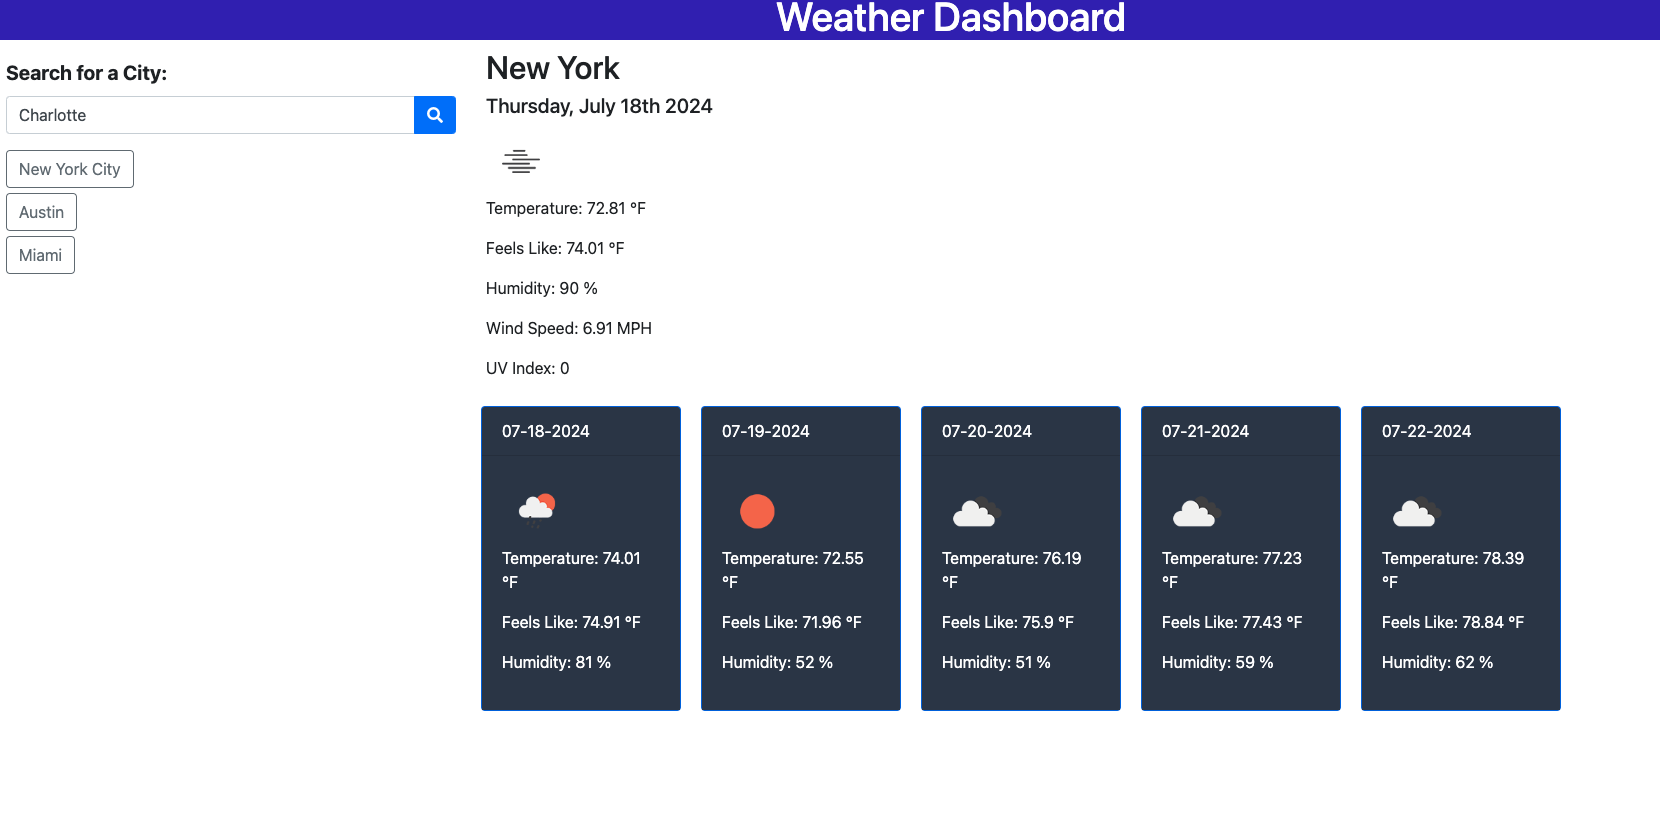 Weather Dashboard
Search for a City:
Charlotte
New York City
Austin
Miami
New York
Thursday, July 18th 2024
Temperature: 72.81 °F
Feels Like: 74.01 °F
Humidity: 90 %
Wind Speed: 6.91 MPH
UV Index: 0
07-18-2024
Temperature: 74.01
°F
Feels Like: 74.91 °F
Humidity: 81 %
07-19-2024
Temperature: 72.55
°F
Feels Like: 71.96 °F
Humidity: 52 %
07-20-2024
Temperature: 76.19
°F
Feels Like: 75.9 °F
Humidity: 51 %
07-21-2024
Temperature: 77.23
°F
Feels Like: 77.43 °F
Humidity: 59 %
07-22-2024
Temperature: 78.39
°F
Feels Like: 78.84 °F
Humidity: 62 %